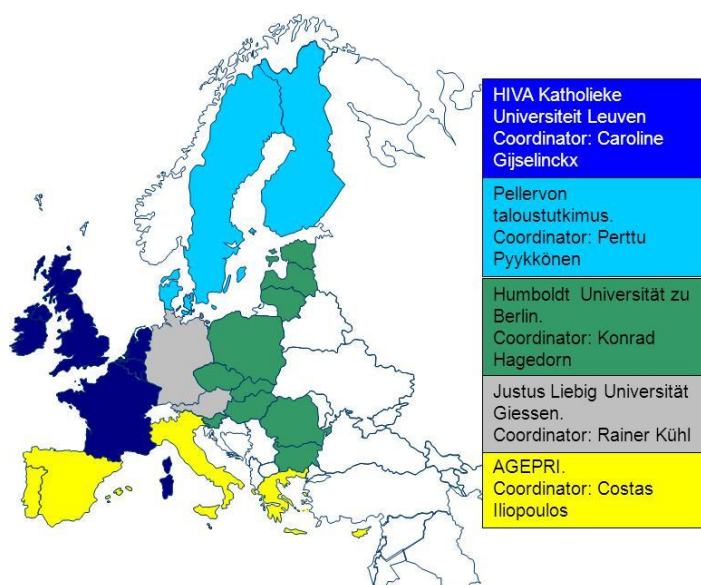 HIVA Katholieke
Universiteit Leuven
Coordinator: Caroline
Gijselinckx
Pellervon
taloustutkimus.
Coordinator: Perttu
Pyykkönen
Humboldt Universität zu
Berlin.
Coordinator: Konrad
Hagedorn
Justus Liebig Universität
Giessen.
Coordinator: Rainer Kühl
AGEPRI.
Coordinator: Costas
Iliopoulos